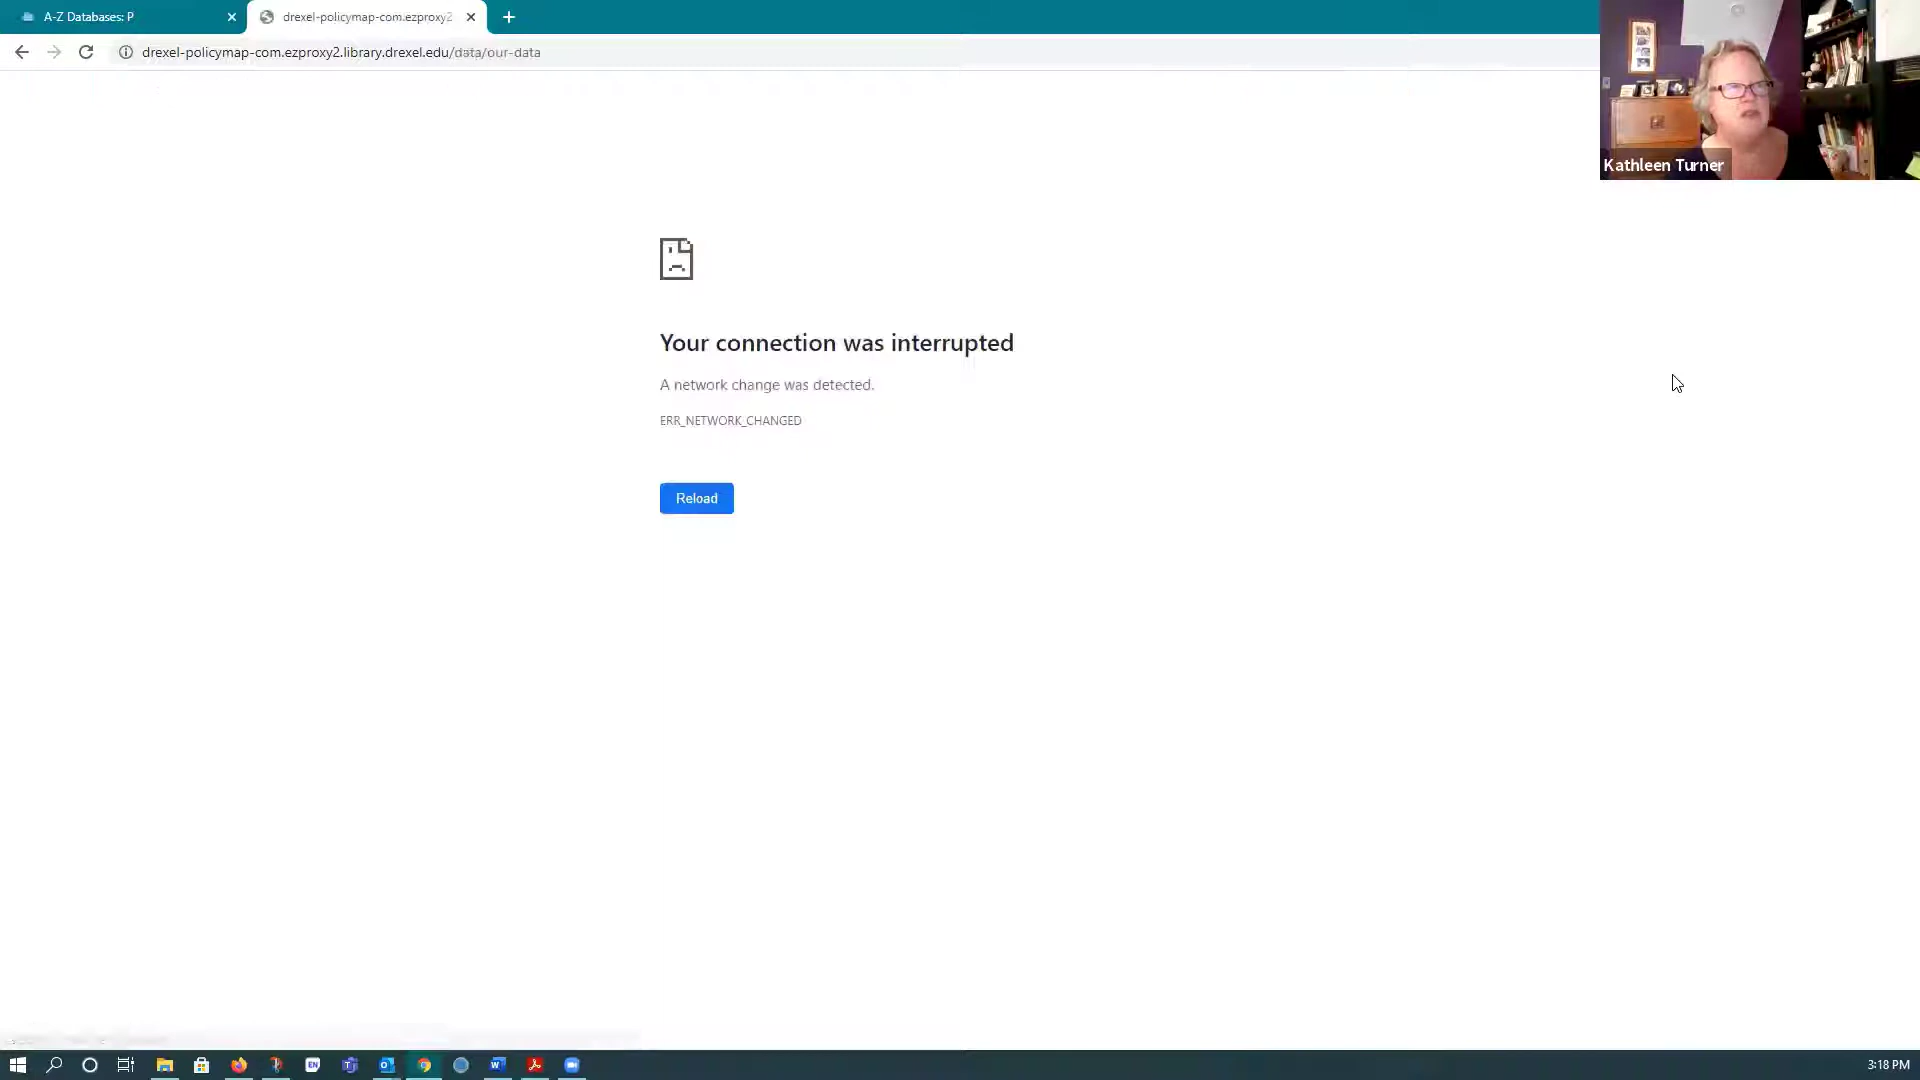 A-Z Databases: P
drexel-policymap-com.ezproxy2
drexel-policymap-com.ezproxy2.library.drexel.edu/data/our-data
Kathleen Turner
Your connection was interrupted
A network change was detected.
ERR_NETWORK_CHANGED
Reload
EN
3:18 PM